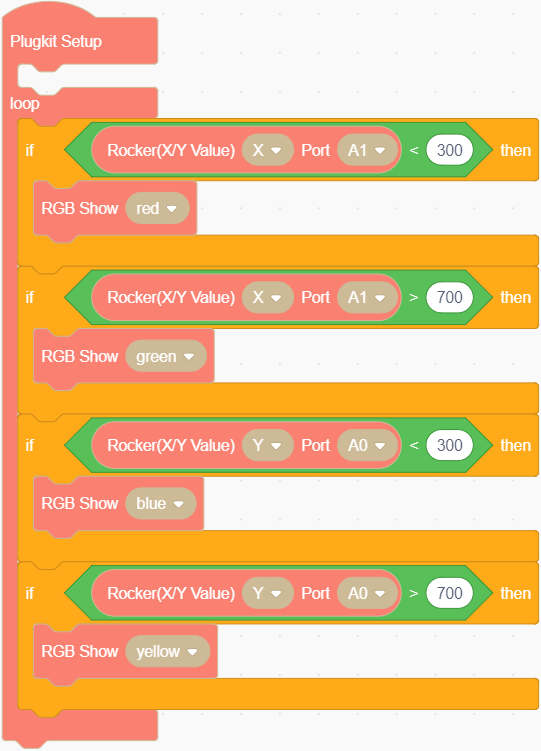 Plugkit Setup
loop
if Rocker(X/Y Value) X Port A1 < 300 then
RGB Show red
if Rocker(X/Y Value) X Port A1 > 700 then
RGB Show green
if Rocker(X/Y Value) Y Port A0 < 300 then
RGB Show blue
if Rocker(X/Y Value) Y Port A0 > 700 then
RGB Show yellow